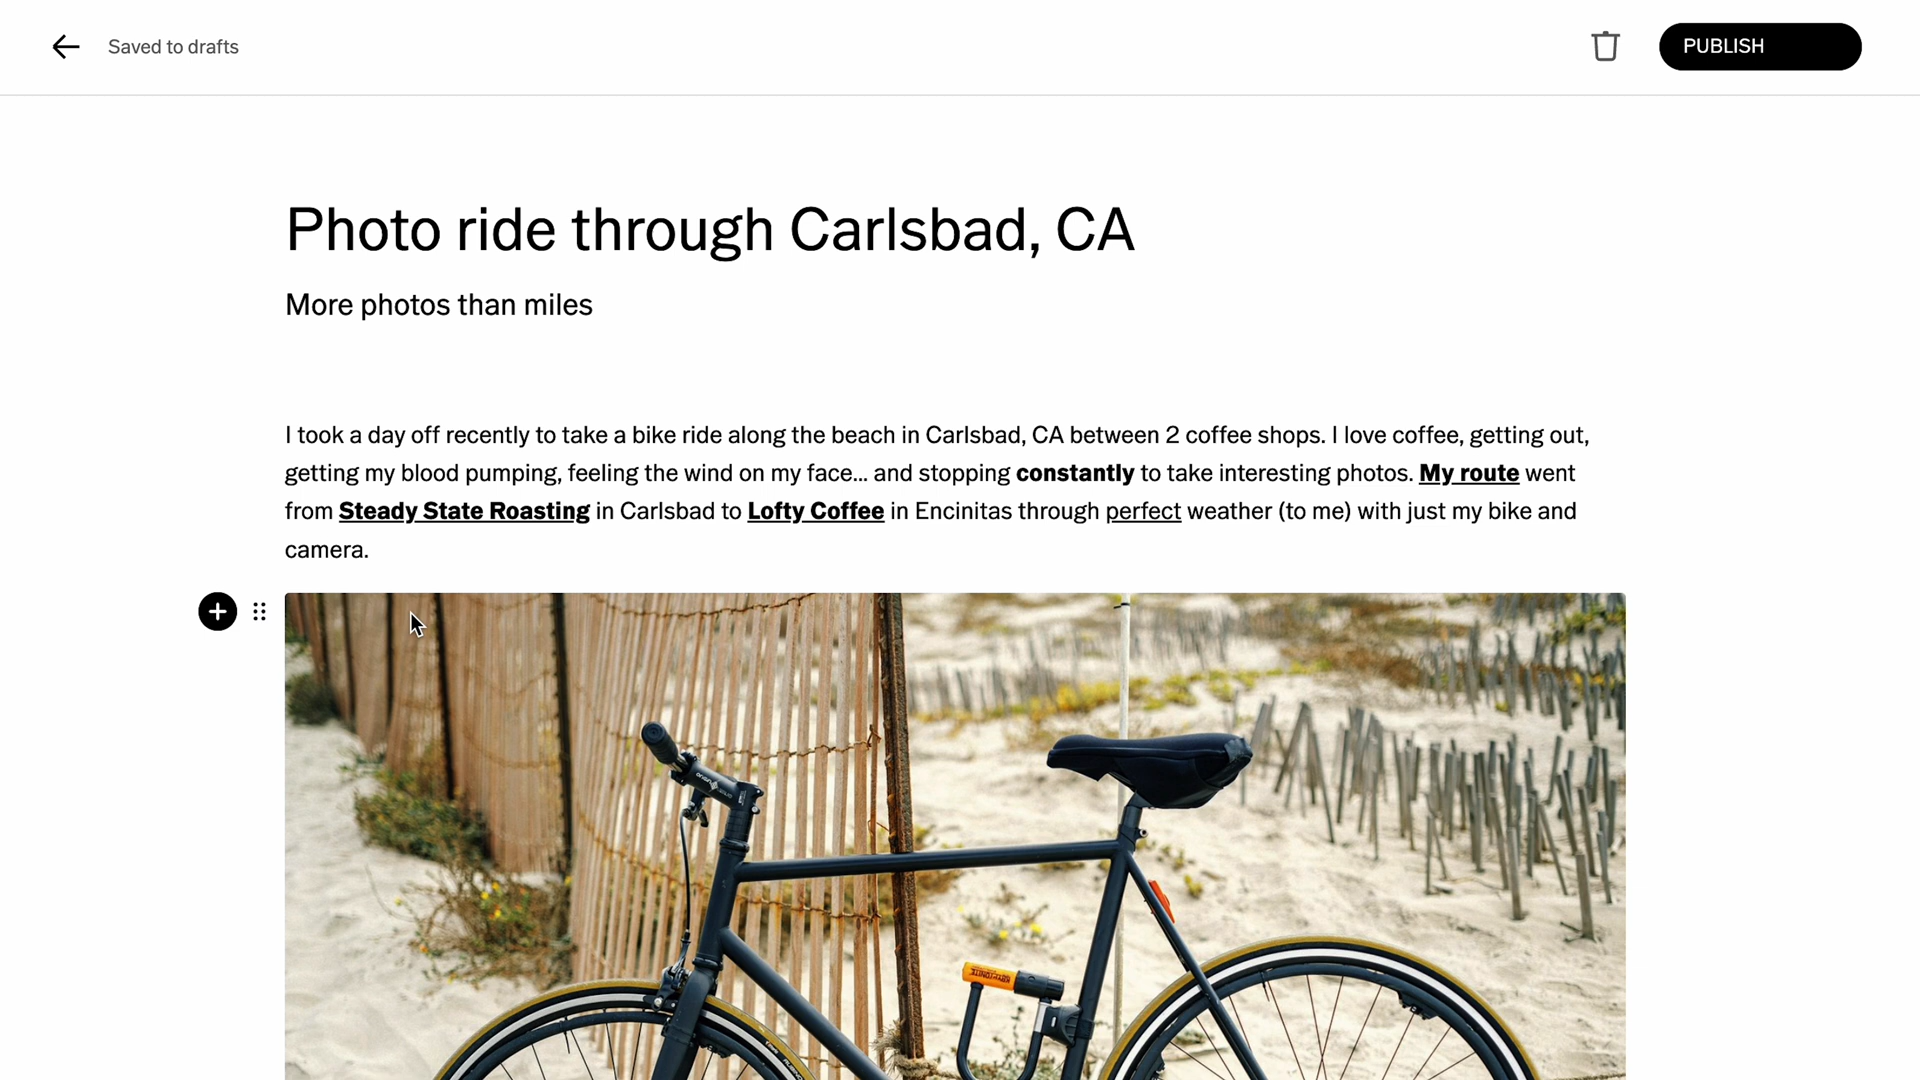 Saved to drafts
PUBLISH
Photo ride through Carlsbad, CA
More photos than miles
I took a day off recently to take a bike ride along the beach in Carlsbad, CA between 2 coffee shops. I love coffee, getting out,
getting my blood pumping, feeling the wind on my face... and stopping constantly to take interesting photos. My route went
from Steady State Roasting in Carlsbad to Lofty Coffee in Encinitas through perfect weather (to me) with just my bike and
camera.
KRYPTONITE